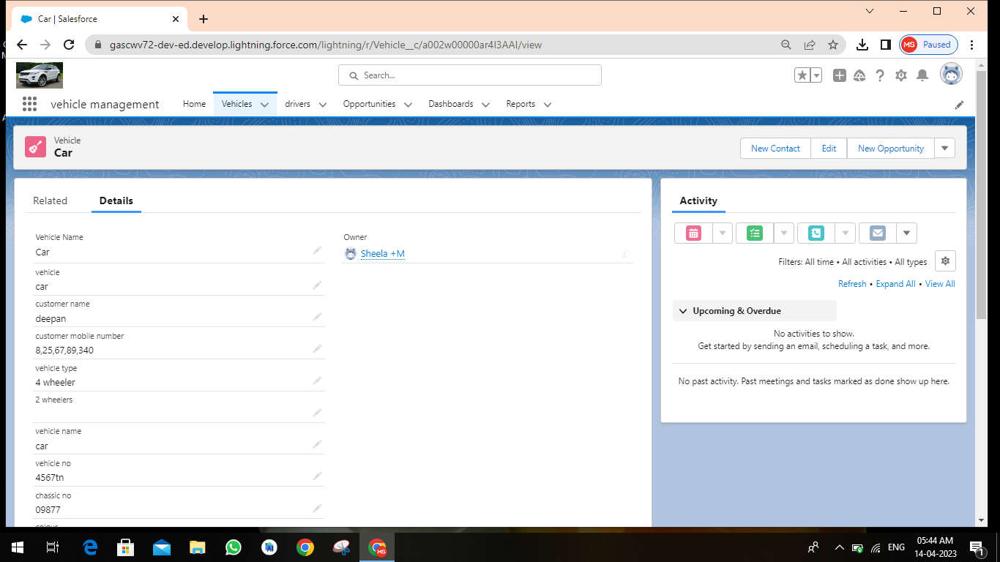 Car | Salesforce
gascwv72-dev-ed.develop.lightning.force.com/lightning/r/Vehicle__c/a002w00000ar4I3AAI/view
MS Paused
Search...
vehicle management Home Vehicles drivers Opportunities Dashboards Reports
Vehicle
Car
New Contact Edit New Opportunity
Related Details
Activity
Vehicle Name
Car
Owner
Sheela +M
vehicle
car
customer name
deepan
customer mobile number
8,25,67,89,340
vehicle type
4 wheeler
2 wheelers
vehicle name
car
vehicle no
4567tn
chassic no
09877
colour
Filters: All time • All activities • All types
Refresh • Expand All • View All
Upcoming & Overdue
No activities to show.
Get started by sending an email, scheduling a task, and more.
No past activity. Past meetings and tasks marked as done show up here.
MS
ENG
05:44 AM
14-04-2023
1